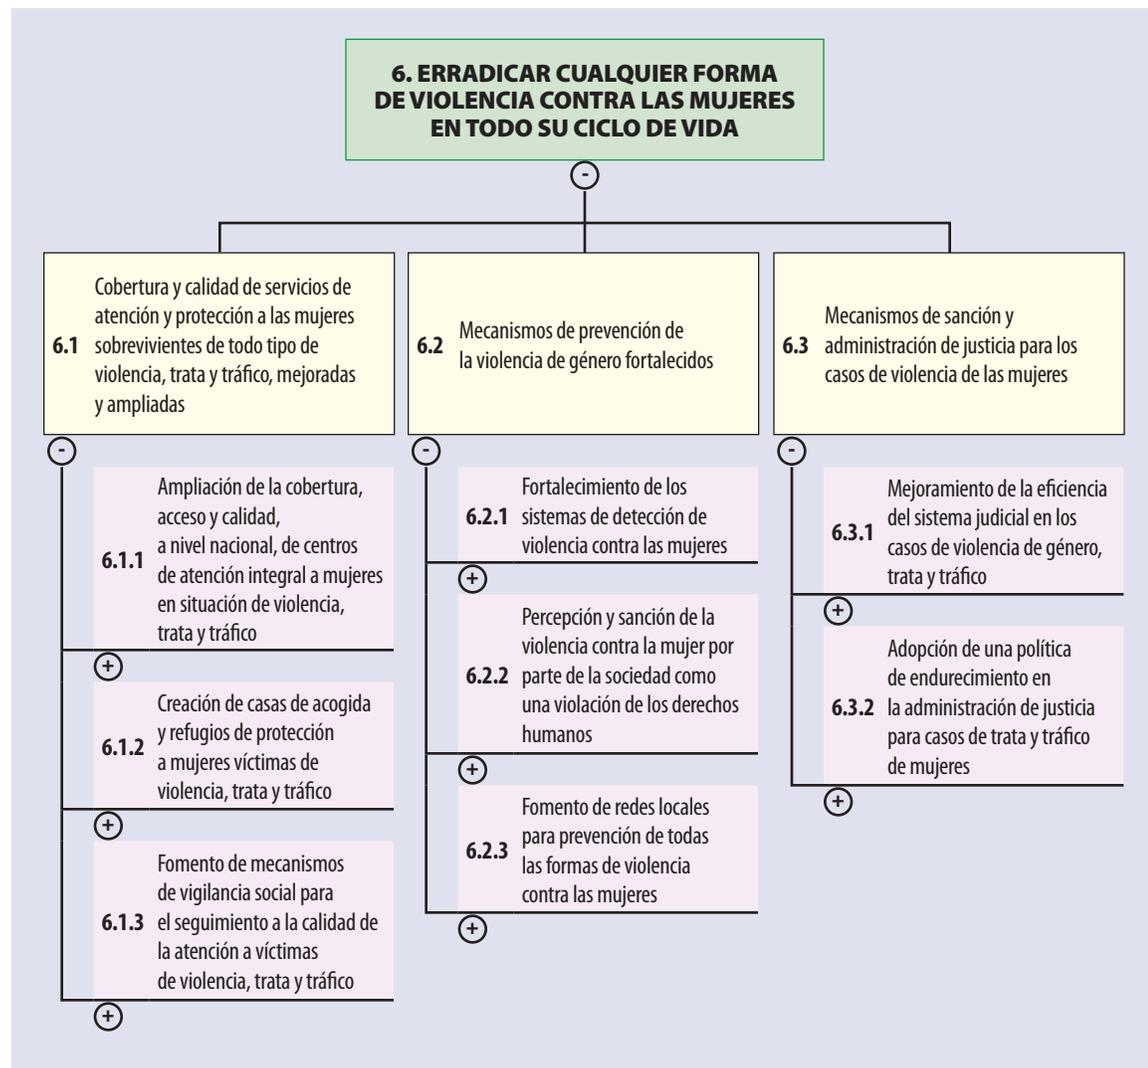 6. ERRADICAR CUALQUIER FORMA
DE VIOLENCIA CONTRA LAS MUJERES
EN TODO SU CICLO DE VIDA
-
6.1
Cobertura y calidad de servicios de
atención y protección a las mujeres
sobrevivientes de todo tipo de
violencia, trata y tráfico, mejoradas
y ampliadas
-
6.1.1
Ampliación de la cobertura,
acceso y calidad,
a nivel nacional, de centros
de atención integral a mujeres
en situación de violencia,
trata y tráfico
+
6.1.2
Creación de casas de acogida
y refugios de protección
a mujeres víctimas de
violencia, trata y tráfico
+
6.1.3
Fomento de mecanismos
de vigilancia social para
el seguimiento a la calidad de
la atención a víctimas
de violencia, trata y tráfico
+
6.2
Mecanismos de prevención de
la violencia de género fortalecidos
-
6.2.1
Fortalecimiento de los
sistemas de detección de
violencia contra las mujeres
+
6.2.2
Percepción y sanción de la
violencia contra la mujer por
parte de la sociedad como
una violación de los derechos
humanos
+
6.2.3
Fomento de redes locales
para prevención de todas
las formas de violencia
contra las mujeres
+
6.3
Mecanismos de sanción y
administración de justicia para los
casos de violencia de las mujeres
-
6.3.1
Mejoramiento de la eficiencia
del sistema judicial en los
casos de violencia de género,
trata y tráfico
+
6.3.2
Adopción de una política
de endurecimiento en
la administración de justicia
para casos de trata y tráfico
de mujeres
+